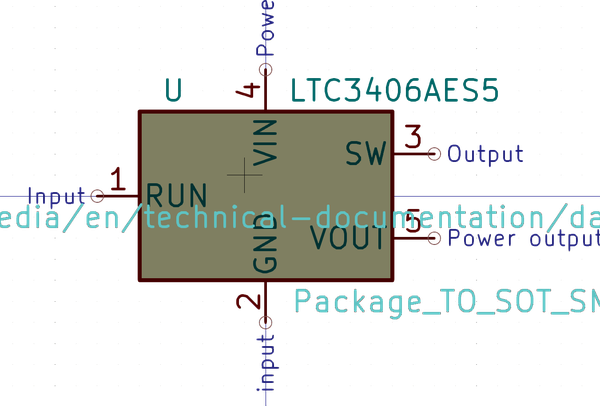 Powe
U
LTC3406AES5
4
VIN
3
SW
Output
1
Input
RUN
edia/en/technical-documentation/da
5
GND
VOUT
Power output
2
Package_TO_SOT_SM
input